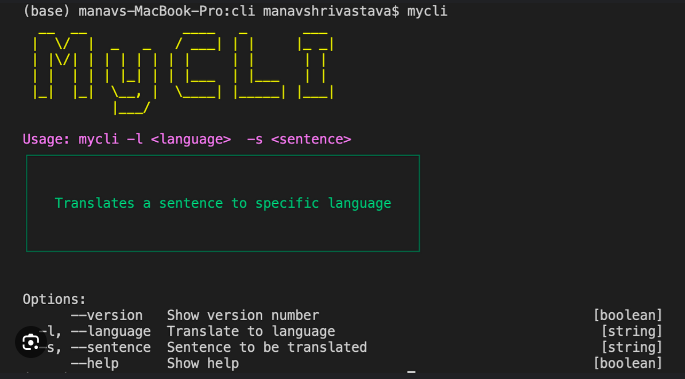 (base) manavs-MacBook-Pro:cli manavshrivastava$ mycli
MyCLI
Usage: mycli -l <language>  -s <sentence>
Translates a sentence to specific language
Options:
--version   Show version number   [boolean]
-l, --language  Translate to language   [string]
-s, --sentence  Sentence to be translated   [string]
--help   Show help   [boolean]